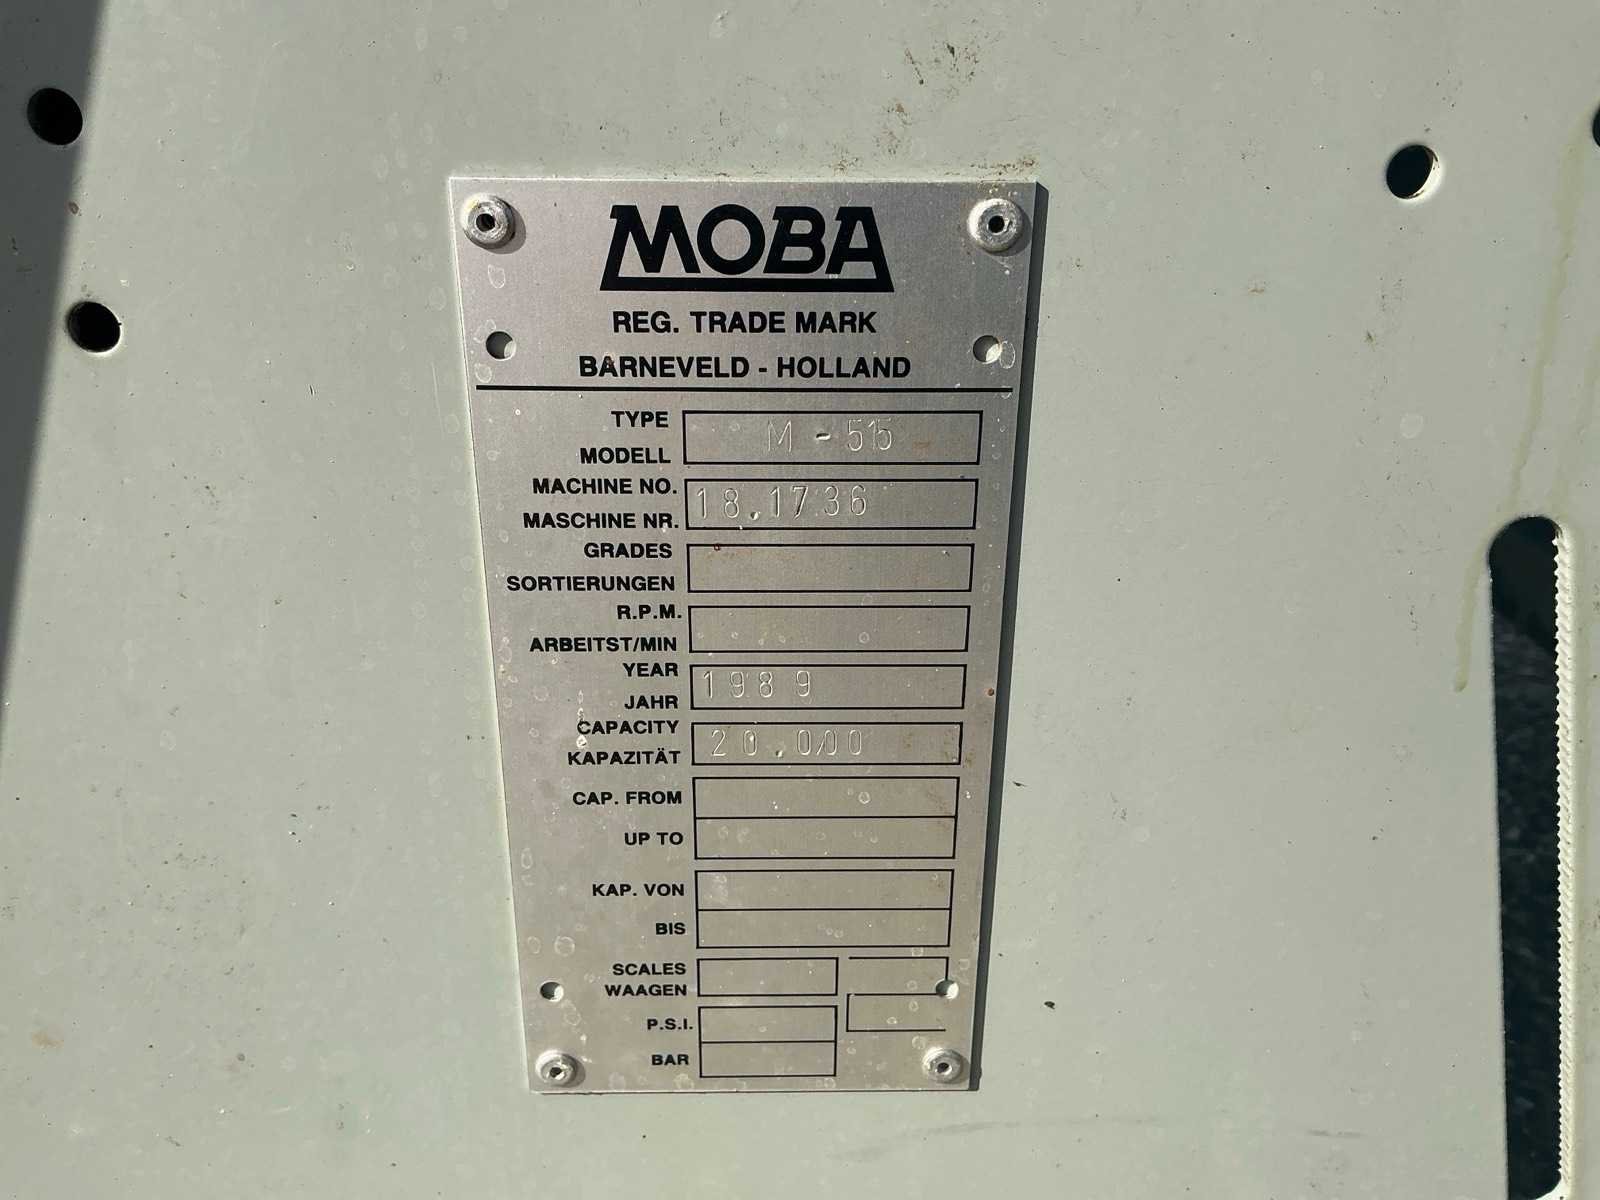 MOBA
REG. TRADE MARK
BARNEVELD - HOLLAND
TYPE
MODELL
M - 515
MACHINE NO.
MASCHINE NR.
18.1736
GRADES
SORTIERUNGEN
R.P.M.
ARBEITST/MIN
YEAR
JAHR
1989
CAPACITY
KAPAZITÄT
20.000
CAP. FROM
UP TO
KAP. VON
BIS
SCALES
WAAGEN
P.S.I.
BAR